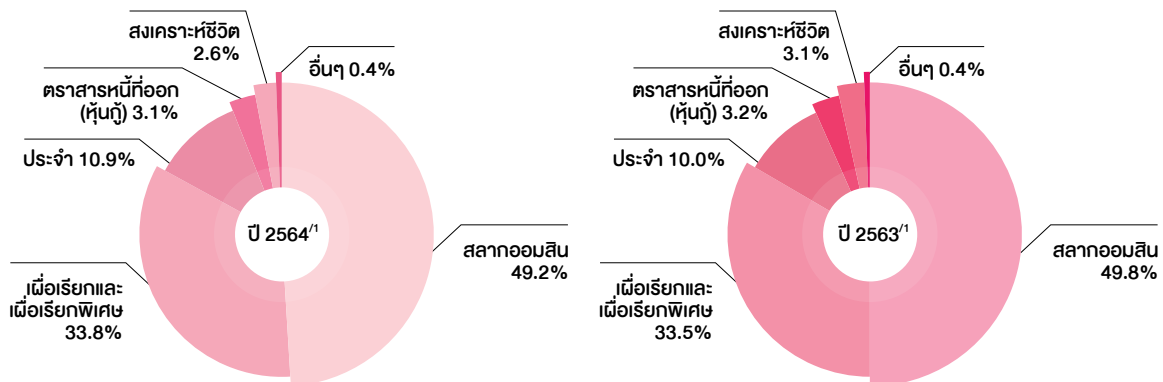 สงเคราะห์ชีวิต
2.6%
อื่นๆ 0.4%
ตราสารหนี้ที่ออก
(หุ้นกู้) 3.1%
ประจำ 10.9%
ปี 2564/1
สลากออมสิน
49.2%
เผื่อเรียกและ
เผื่อเรียกพิเศษ
33.8%
สงเคราะห์ชีวิต
3.1%
อื่นๆ 0.4%
ตราสารหนี้ที่ออก
(หุ้นกู้) 3.2%
ประจำ 10.0%
ปี 2563/1
สลากออมสิน
49.8%
เผื่อเรียกและ
เผื่อเรียกพิเศษ
33.5%